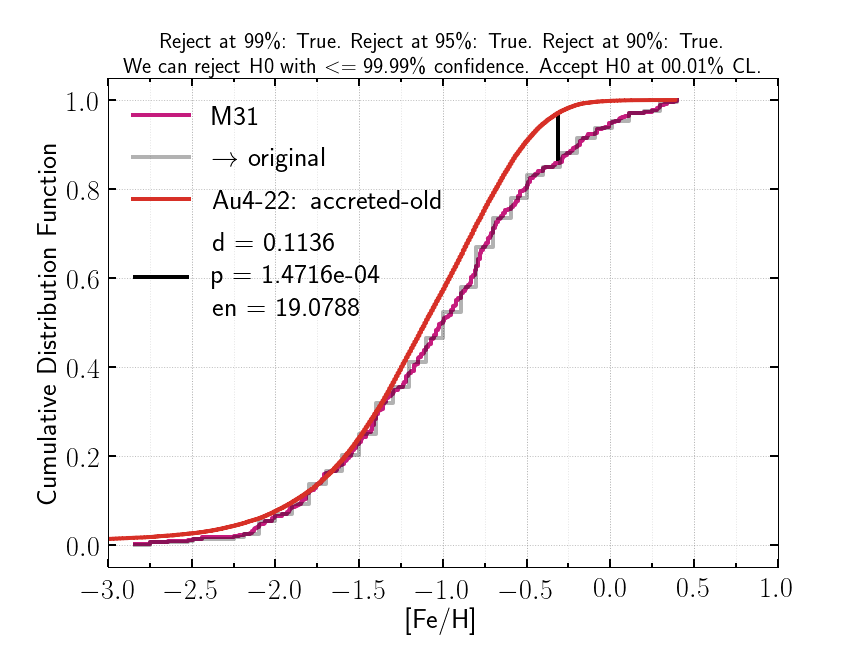 Reject at 99%: True. Reject at 95%: True. Reject at 90%: True.
We can reject H0 with <= 99.99% confidence. Accept H0 at 00.01% CL.
M31
→ original
Au4-22: accreted-old
d = 0.1136
p = 1.4716e-04
en = 19.0788
Cumulative Distribution Function
1.0
0.8
0.6
0.4
0.2
0.0
−3.0 −2.5 −2.0 −1.5 −1.0 −0.5 0.0 0.5 1.0
[Fe/H]